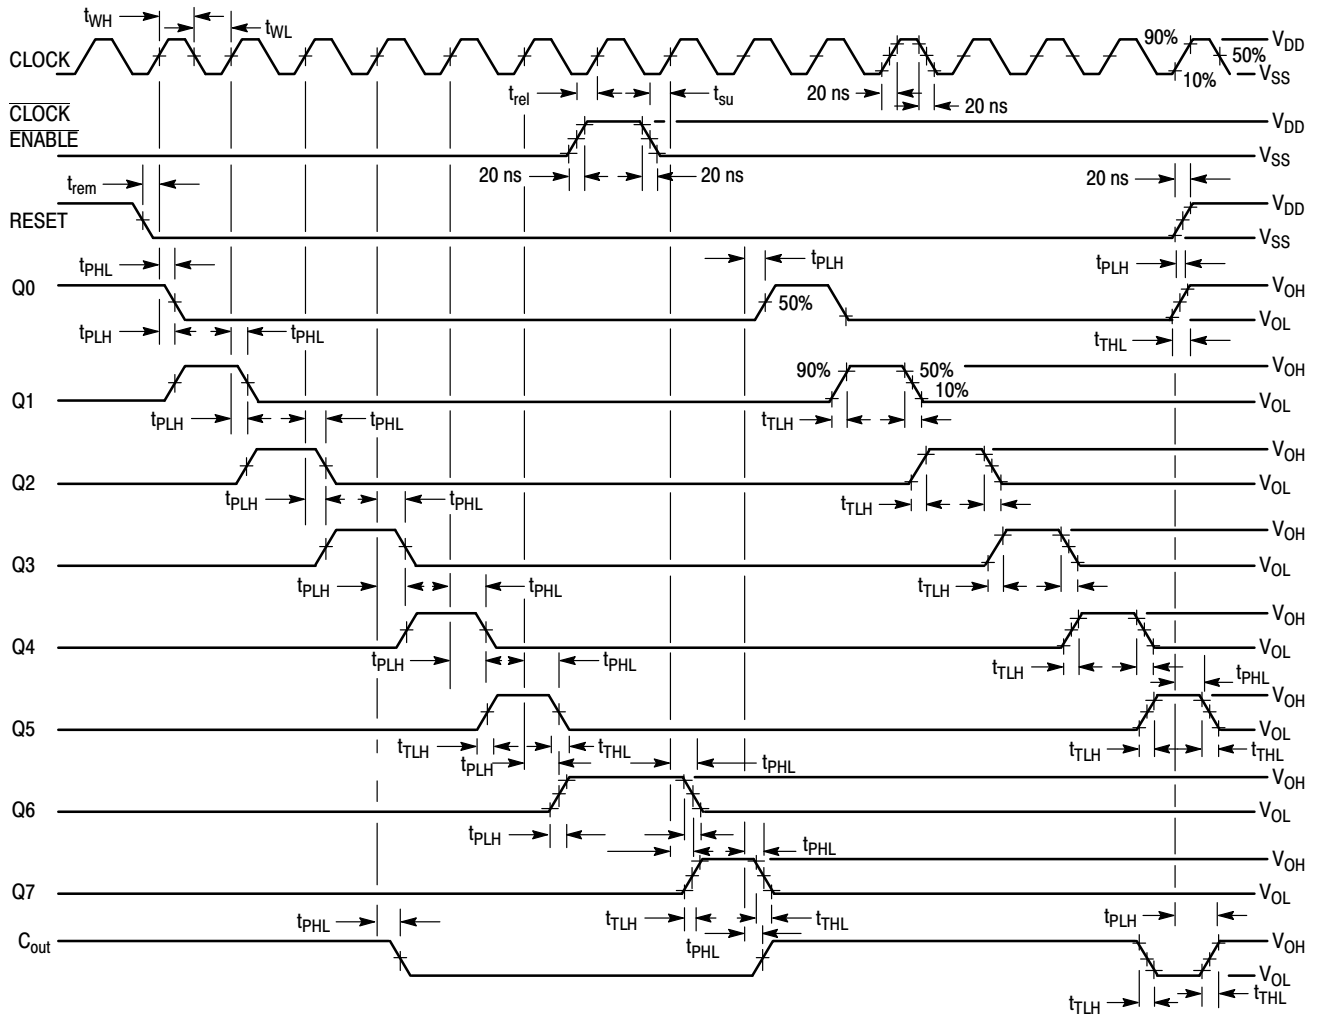 tWH
tWL
CLOCK
90%
VDD
50%
10%
VSS
trel
tsu
20 ns
20 ns
CLOCK
ENABLE
VDD
VSS
20 ns
20 ns
trem
20 ns
RESET
VDD
VSS
tPHL
tPLH
tPLH
Q0
50%
VOH
VOL
tPLH
tPHL
tTHL
Q1
90%
50%
10%
VOH
VOL
tPLH
tPHL
tTLH
Q2
VOH
VOL
tPLH
tPHL
tTLH
Q3
VOH
VOL
tPLH
tPHL
tTLH
Q4
VOH
VOL
tPLH
tPHL
tTLH
tPHL
Q5
VOH
VOL
tTLH
tTHL
tTLH
tTHL
tPLH
tPHL
Q6
VOH
VOL
tPLH
tPHL
Q7
VOH
VOL
tPHL
tTLH
tTHL
tPLH
tPHL
Cout
VOH
VOL
tTLH
tTHL